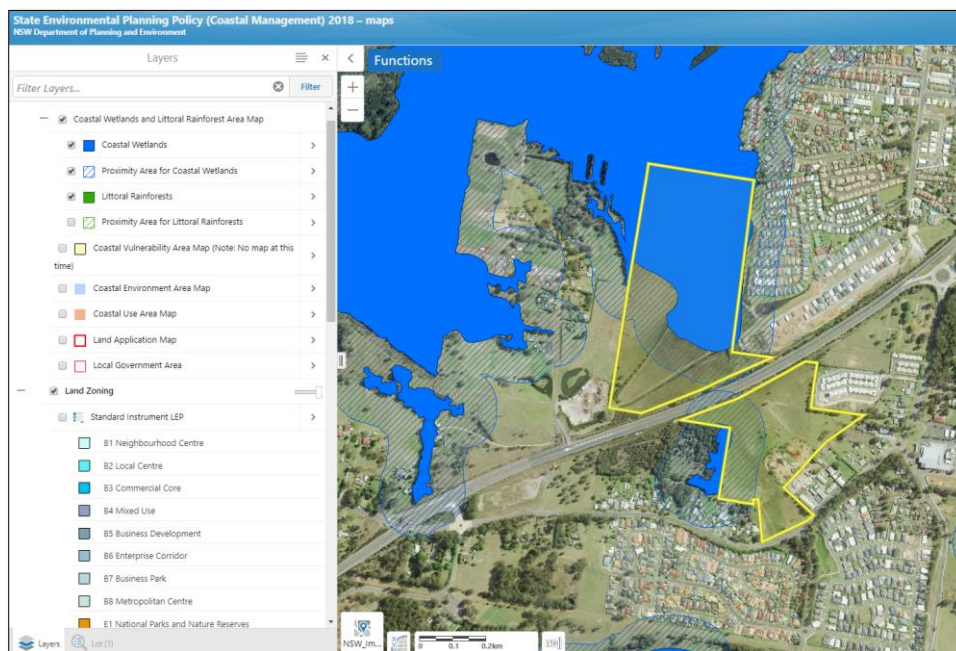 State Environmental Planning Policy (Coastal Management) 2018 – maps
NSW Department of Planning and Environment
Layers
Functions
Filter Layers...
Filter
Coastal Wetlands and Littoral Rainforest Area Map
Coastal Wetlands
Proximity Area for Coastal Wetlands
Littoral Rainforests
Proximity Area for Littoral Rainforests
Coastal Vulnerability Area Map (Note: No map at this
time)
Coastal Environment Area Map
Coastal Use Area Map
Land Application Map
Local Government Area
Land Zoning
Standard Instrument LEP
B1 Neighbourhood Centre
B2 Local Centre
B3 Commercial Core
B4 Mixed Use
B5 Business Development
B6 Enterprise Corridor
B7 Business Park
B8 Metropolitan Centre
E1 National Parks and Nature Reserves
Layers
Lot (1)
NSW_Im...
0 0.1 0.2km